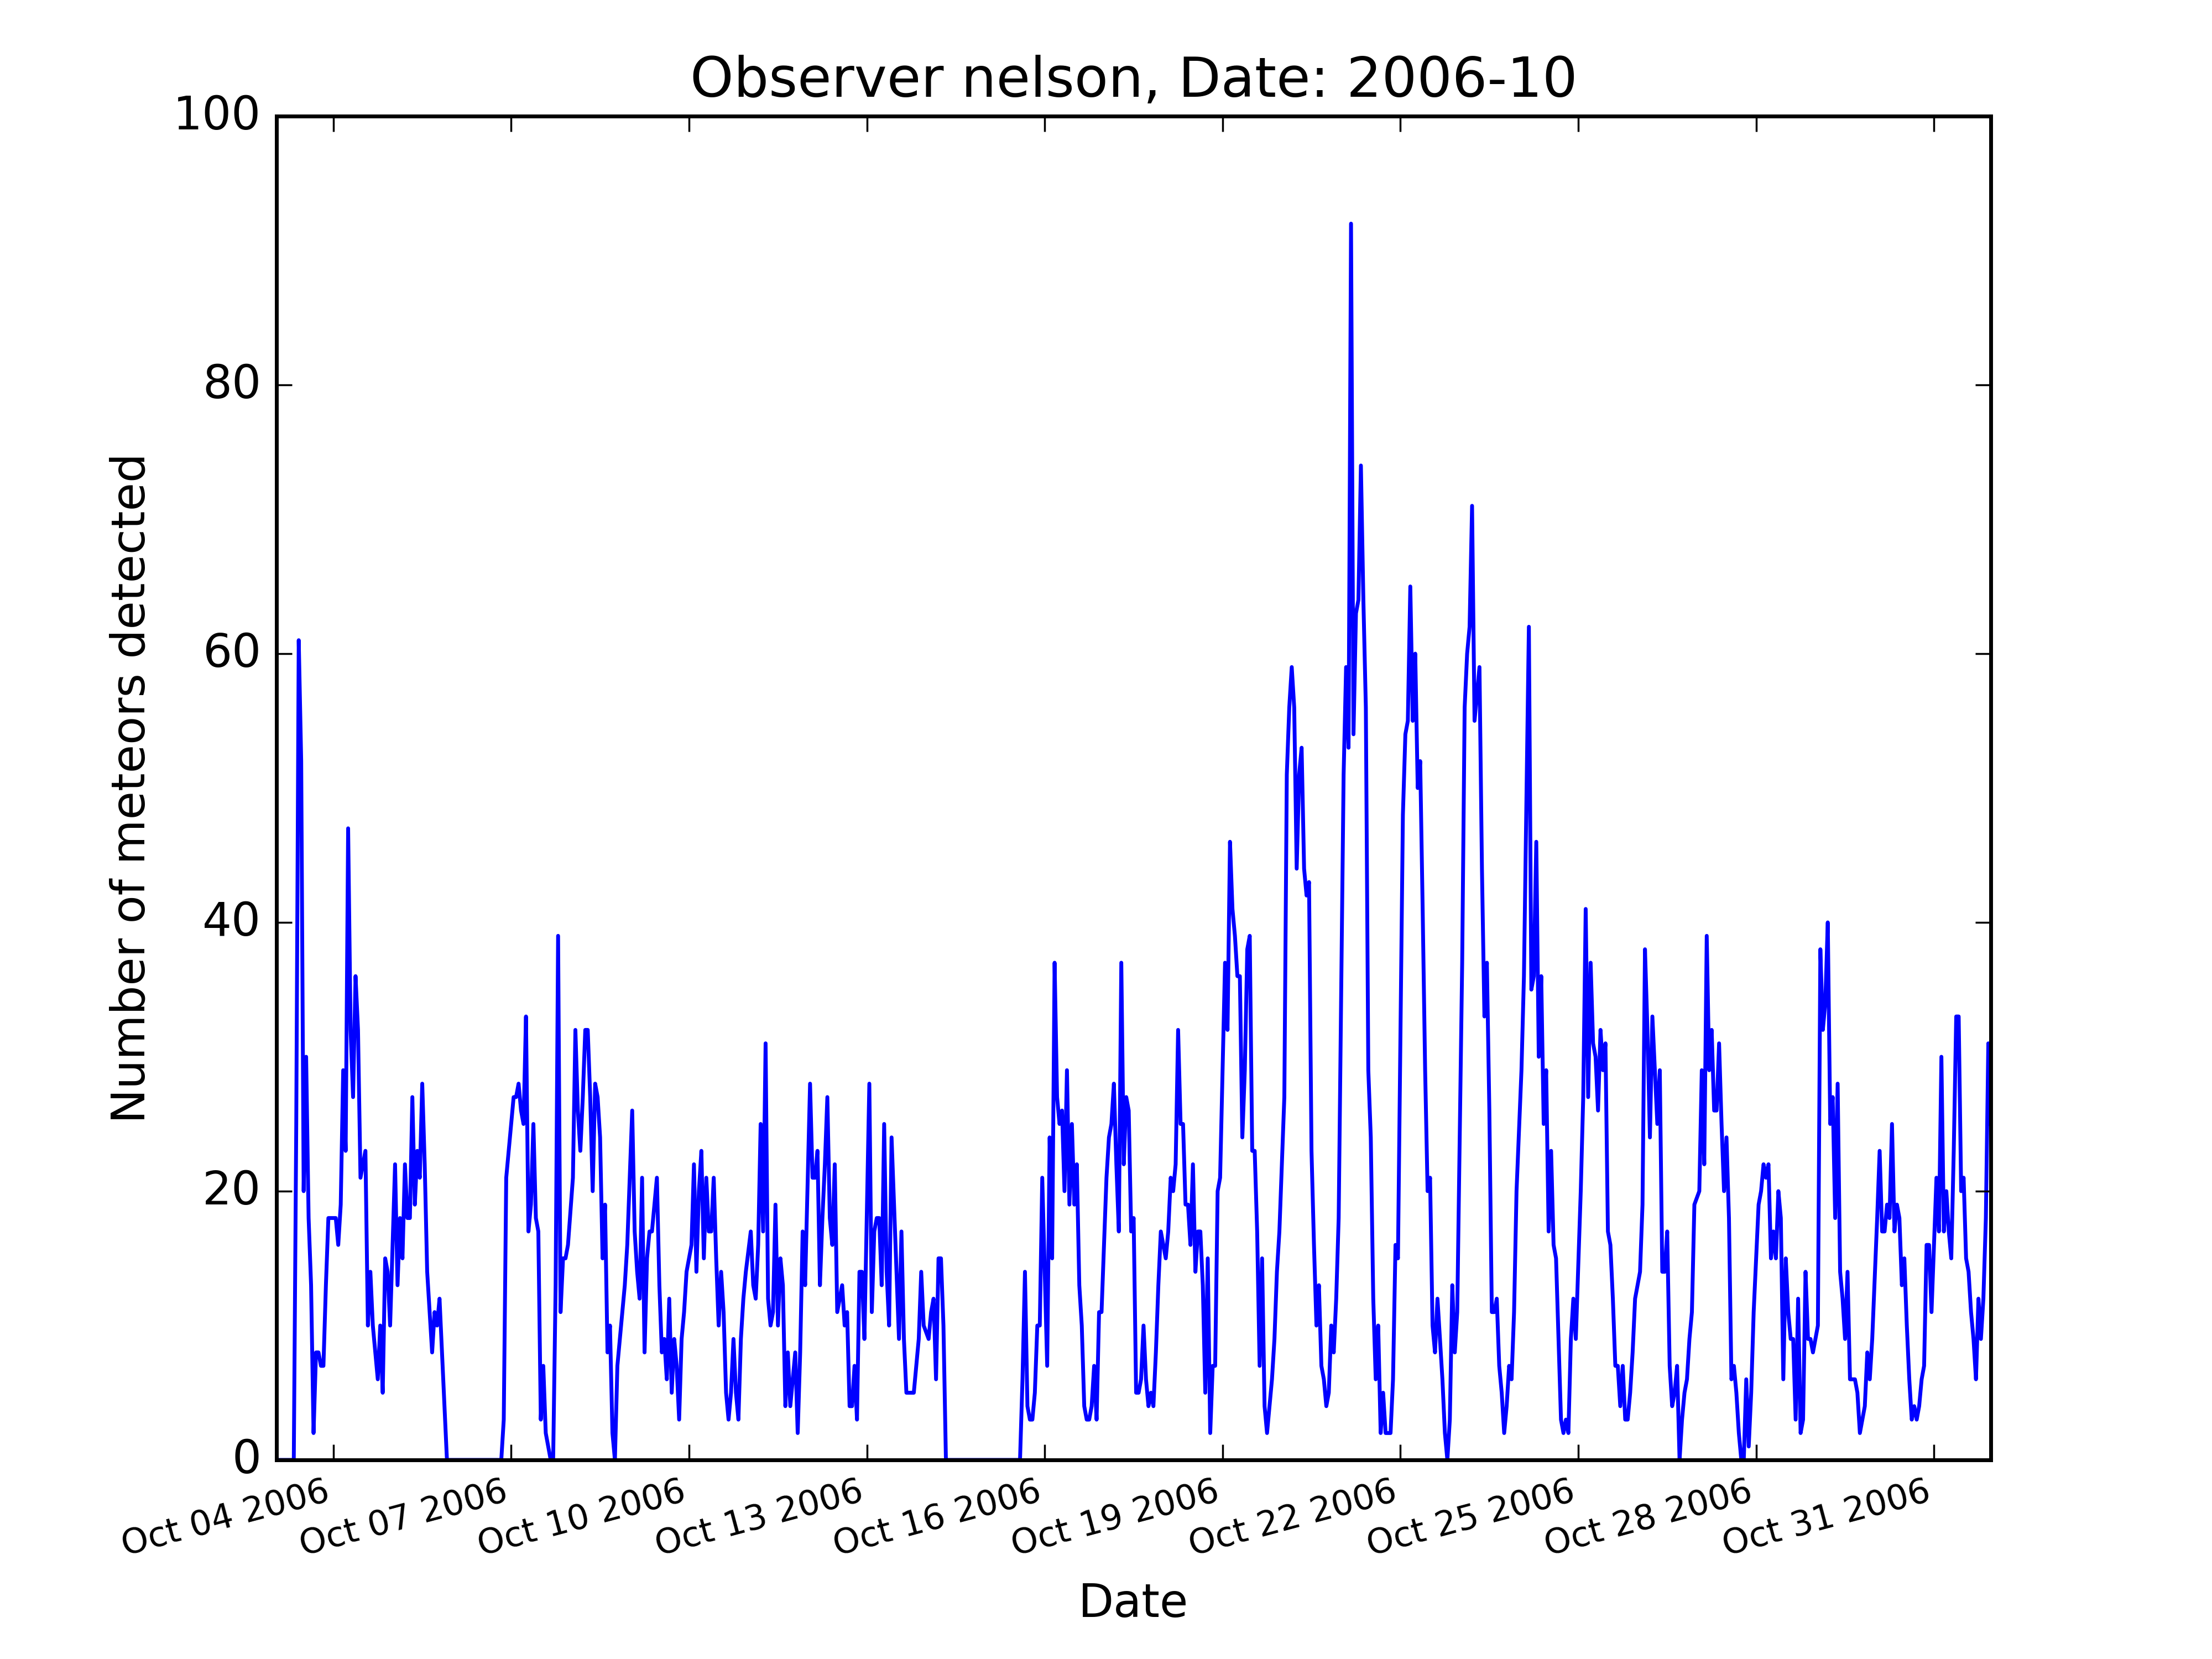 Observer nelson, Date: 2006-10
100
80
60
40
20
0
Number of meteors detected
Oct 04 2006
Oct 07 2006
Oct 10 2006
Oct 13 2006
Oct 16 2006
Oct 19 2006
Oct 22 2006
Oct 25 2006
Oct 28 2006
Oct 31 2006
Date